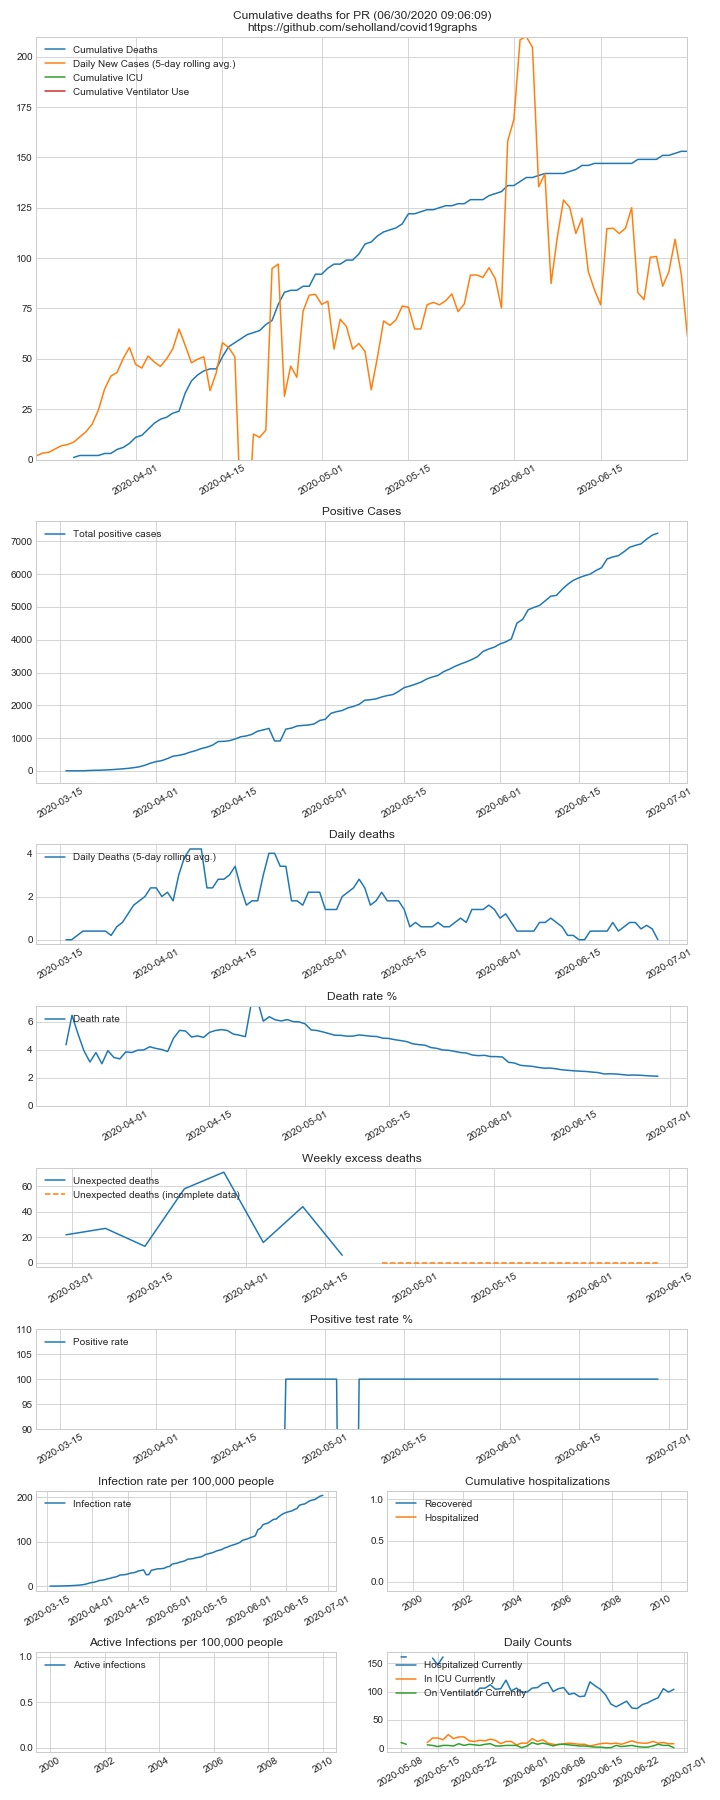 Cumulative deaths for PR (06/30/2020 09:06:09)
https://github.com/seholland/covid19graphs
Cumulative Deaths
Daily New Cases (5-day rolling avg.)
Cumulative ICU
Cumulative Ventilator Use
200
175
150
125
100
75
50
25
0
2020-04-01 2020-04-15 2020-05-01 2020-05-15 2020-06-01 2020-06-15
Positive Cases
Total positive cases
7000
6000
5000
4000
3000
2000
1000
0
2020-03-15 2020-04-01 2020-04-15 2020-05-01 2020-05-15 2020-06-01 2020-06-15 2020-07-01
Daily deaths
Daily Deaths (5-day rolling avg.)
4
2
0
2020-03-15 2020-04-01 2020-04-15 2020-05-01 2020-05-15 2020-06-01 2020-06-15 2020-07-01
Death rate %
Death rate
6
4
2
0
2020-04-01 2020-04-15 2020-05-01 2020-05-15 2020-06-01 2020-06-15 2020-07-01
Weekly excess deaths
Unexpected deaths
Unexpected deaths (incomplete data)
60
40
20
0
2020-03-01 2020-03-15 2020-04-01 2020-04-15 2020-05-01 2020-05-15 2020-06-01 2020-06-15
Positive test rate %
Positive rate
110
105
100
95
90
2020-03-15 2020-04-01 2020-04-15 2020-05-01 2020-05-15 2020-06-01 2020-06-15 2020-07-01
Infection rate per 100,000 people
Infection rate
200
100
0
2020-03-15 2020-04-01 2020-04-15 2020-05-01 2020-05-15 2020-06-01 2020-06-15 2020-07-01
Cumulative hospitalizations
Recovered
Hospitalized
1.0
0.5
0.0
2000 2002 2004 2006 2008 2010
Active Infections per 100,000 people
Active infections
1.0
0.5
0.0
2000 2002 2004 2006 2008 2010
Daily Counts
Hospitalized Currently
In ICU Currently
On Ventilator Currently
150
100
50
0
2020-05-08 2020-05-15 2020-05-22 2020-06-01 2020-06-08 2020-06-15 2020-06-22 2020-07-01